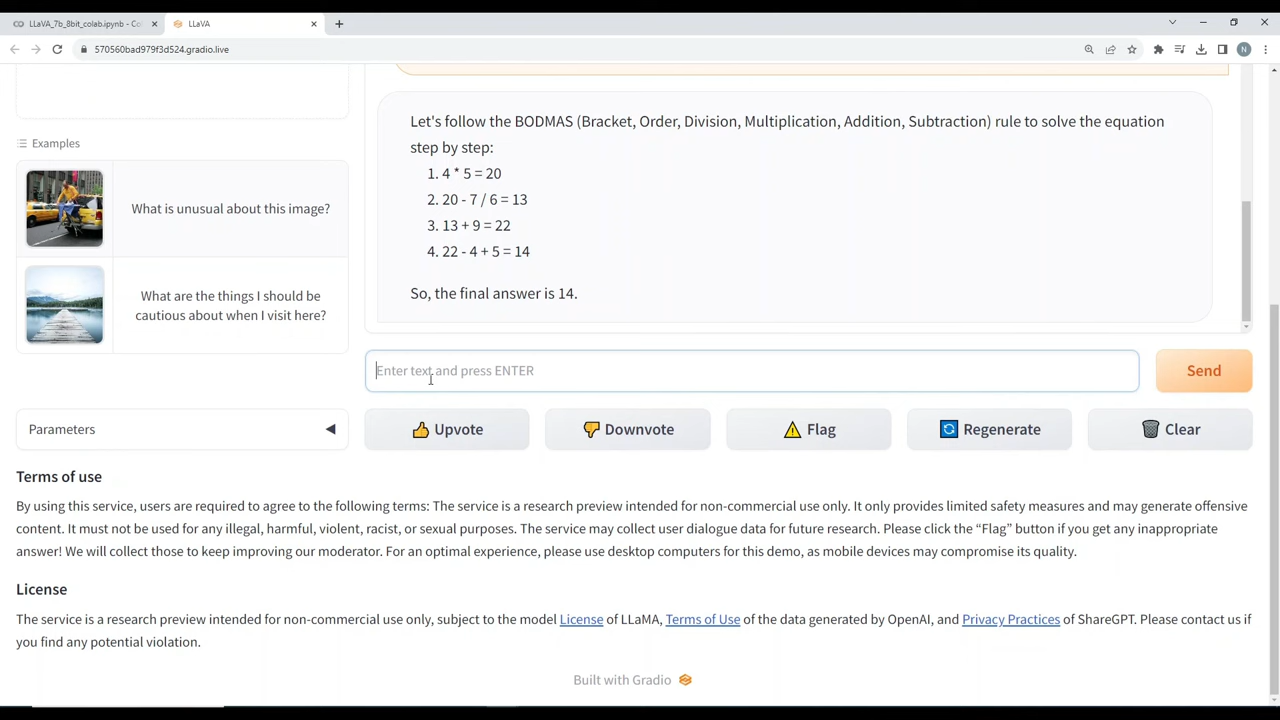 LLaVA_7b_8bit_colab.ipynb - Co
LLaVA
570560bad979f3d524.gradio.live
N
Let's follow the BODMAS (Bracket, Order, Division, Multiplication, Addition, Subtraction) rule to solve the equation
step by step:
1. 4 * 5 = 20
2. 20 - 7 / 6 = 13
3. 13 + 9 = 22
4. 22 - 4 + 5 = 14
So, the final answer is 14.
Examples
What is unusual about this image?
What are the things I should be
cautious about when I visit here?
Enter text and press ENTER
Send
Parameters
Upvote
Downvote
Flag
Regenerate
Clear
Terms of use
By using this service, users are required to agree to the following terms: The service is a research preview intended for non-commercial use only. It only provides limited safety measures and may generate offensive
content. It must not be used for any illegal, harmful, violent, racist, or sexual purposes. The service may collect user dialogue data for future research. Please click the “Flag” button if you get any inappropriate
answer! We will collect those to keep improving our moderator. For an optimal experience, please use desktop computers for this demo, as mobile devices may compromise its quality.
License
The service is a research preview intended for non-commercial use only, subject to the model License of LLaMA, Terms of Use of the data generated by OpenAI, and Privacy Practices of ShareGPT. Please contact us if
you find any potential violation.
Built with Gradio